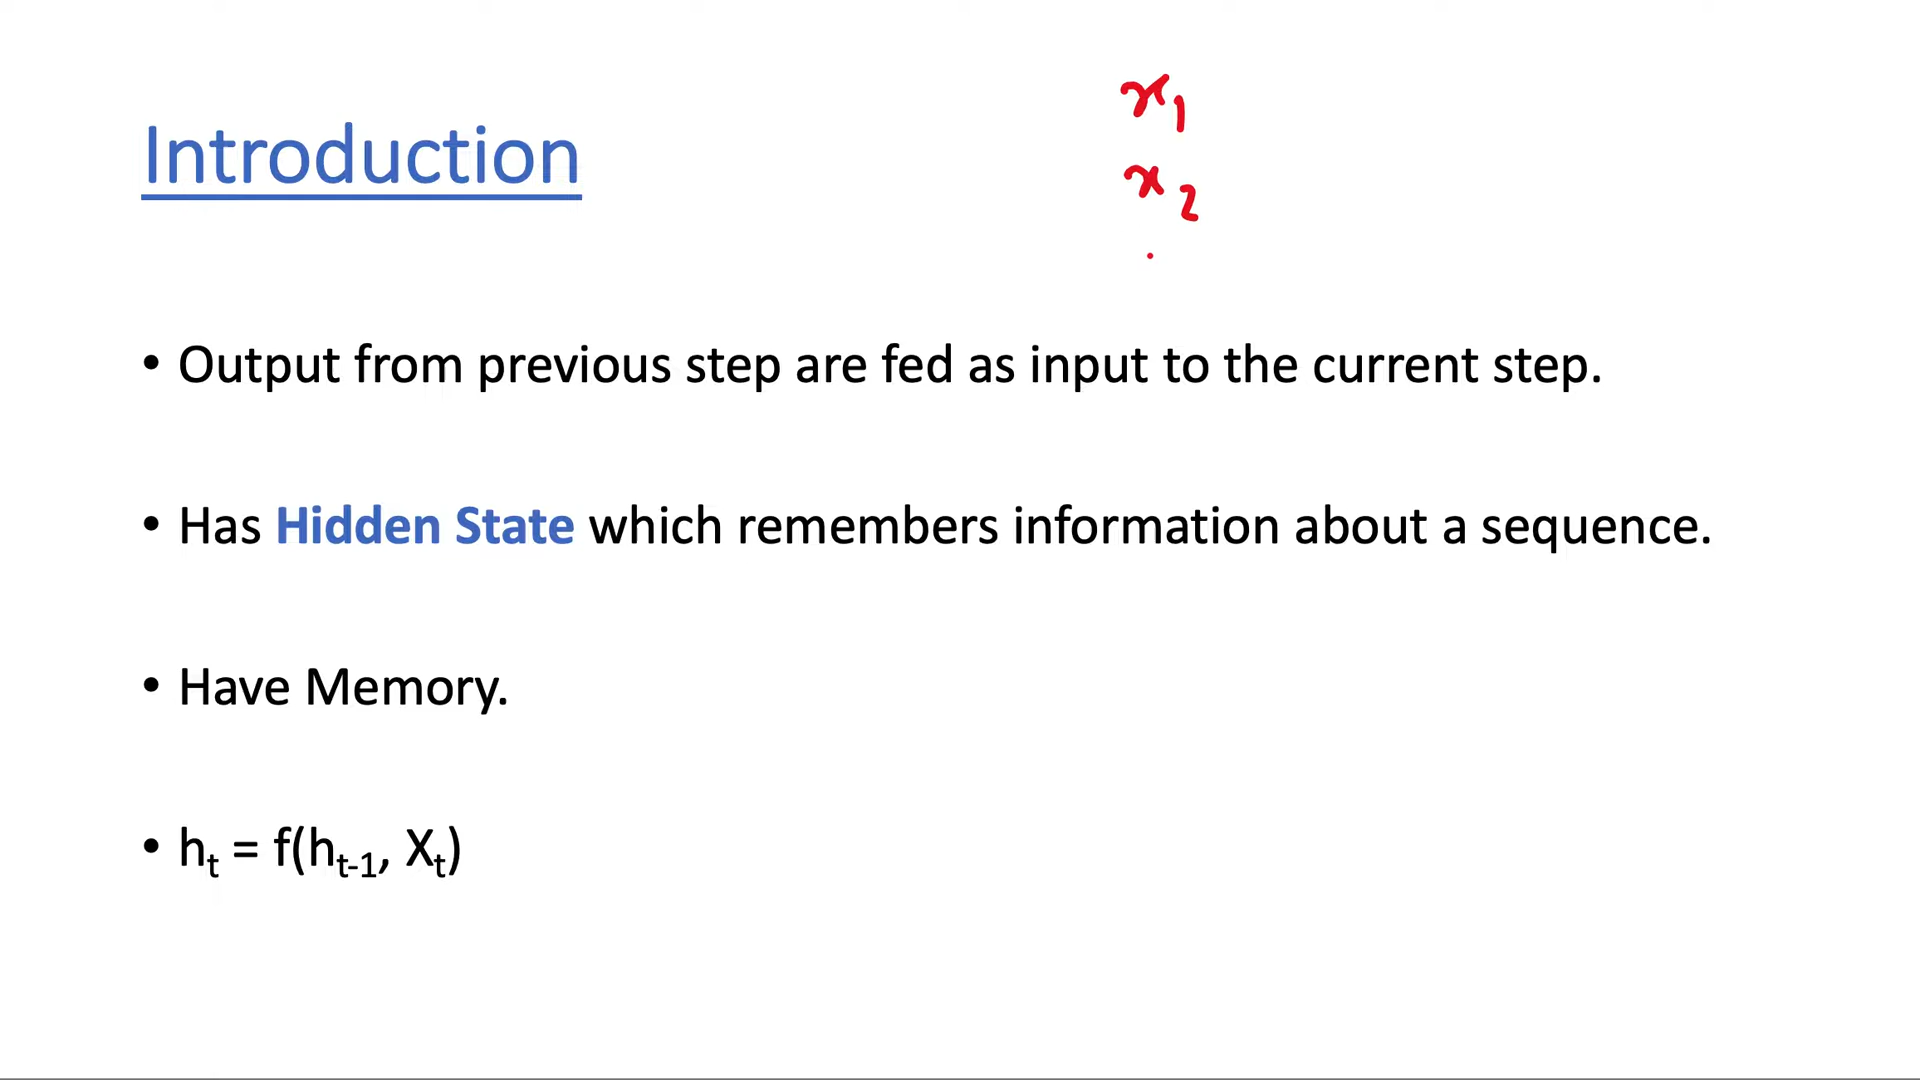 x1
x2
.
Introduction
• Output from previous step are fed as input to the current step.
• Has Hidden State which remembers information about a sequence.
• Have Memory.
• hₜ = f(hₜ₋₁, Xₜ)